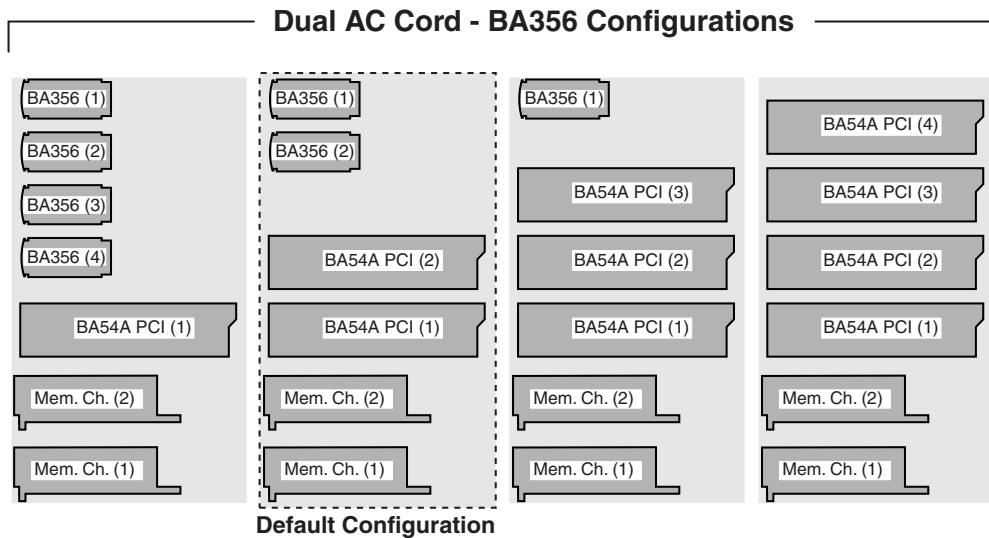 Dual AC Cord - BA356 Configurations
BA356 (1)
BA356 (2)
BA356 (3)
BA356 (4)
BA54A PCI (1)
Mem. Ch. (2)
Mem. Ch. (1)
BA356 (1)
BA356 (2)
BA54A PCI (2)
BA54A PCI (1)
Mem. Ch. (2)
Mem. Ch. (1)
Default Configuration
BA356 (1)
BA54A PCI (3)
BA54A PCI (2)
BA54A PCI (1)
Mem. Ch. (2)
Mem. Ch. (1)
BA54A PCI (4)
BA54A PCI (3)
BA54A PCI (2)
BA54A PCI (1)
Mem. Ch. (2)
Mem. Ch. (1)